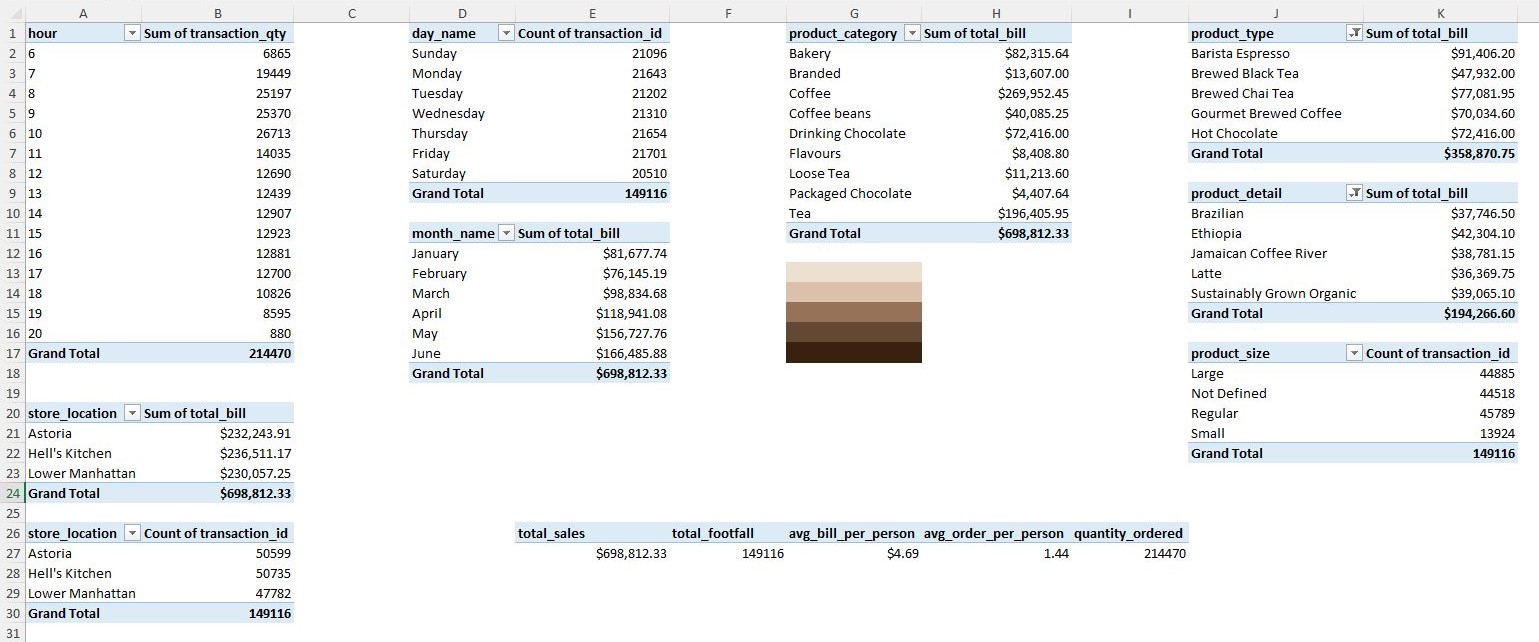 A B C D E F G H I J K
1 hour Sum of transaction_qty day_name Count of transaction_id product_category Sum of total_bill product_type Sum of total_bill
2 6 6865 Sunday 21096 Bakery $82,315.64 Barista Espresso $91,406.20
3 7 19449 Monday 21643 Branded $13,607.00 Brewed Black Tea $47,932.00
4 8 25197 Tuesday 21202 Coffee $269,952.45 Brewed Chai Tea $77,081.95
5 9 25370 Wednesday 21310 Coffee beans $40,085.25 Gourmet Brewed Coffee $70,034.60
6 10 26713 Thursday 21654 Drinking Chocolate $72,416.00 Hot Chocolate $72,416.00
7 11 14035 Friday 21701 Flavours $8,408.80 Grand Total $358,870.75
8 12 12690 Saturday 20510 Loose Tea $11,213.60
9 13 12439 Grand Total 149116 Packaged Chocolate $4,407.64 product_detail Sum of total_bill
10 14 12907 Tea $196,405.95 Brazilian $37,746.50
11 15 12923 month_name Sum of total_bill Grand Total $698,812.33 Ethiopia $42,304.10
12 16 12881 January $81,677.74 Jamaican Coffee River $38,781.15
13 17 12700 February $76,145.19 Latte $36,369.75
14 18 10826 March $98,834.68 Sustainably Grown Organic $39,065.10
15 19 8595 April $118,941.08 Grand Total $194,266.60
16 20 880 May $156,727.76
17 Grand Total 214470 June $166,485.88 product_size Count of transaction_id
18 Grand Total $698,812.33 Large 44885
19 Not Defined 44518
20 store_location Sum of total_bill Regular 45789
21 Astoria $232,243.91 Small 13924
22 Hell's Kitchen $236,511.17 Grand Total 149116
23 Lower Manhattan $230,057.25
24 Grand Total $698,812.33
25
26 store_location Count of transaction_id total_sales total_footfall avg_bill_per_person avg_order_per_person quantity_ordered
27 Astoria 50599 $698,812.33 149116 $4.69 1.44 214470
28 Hell's Kitchen 50735
29 Lower Manhattan 47782
30 Grand Total 149116
31